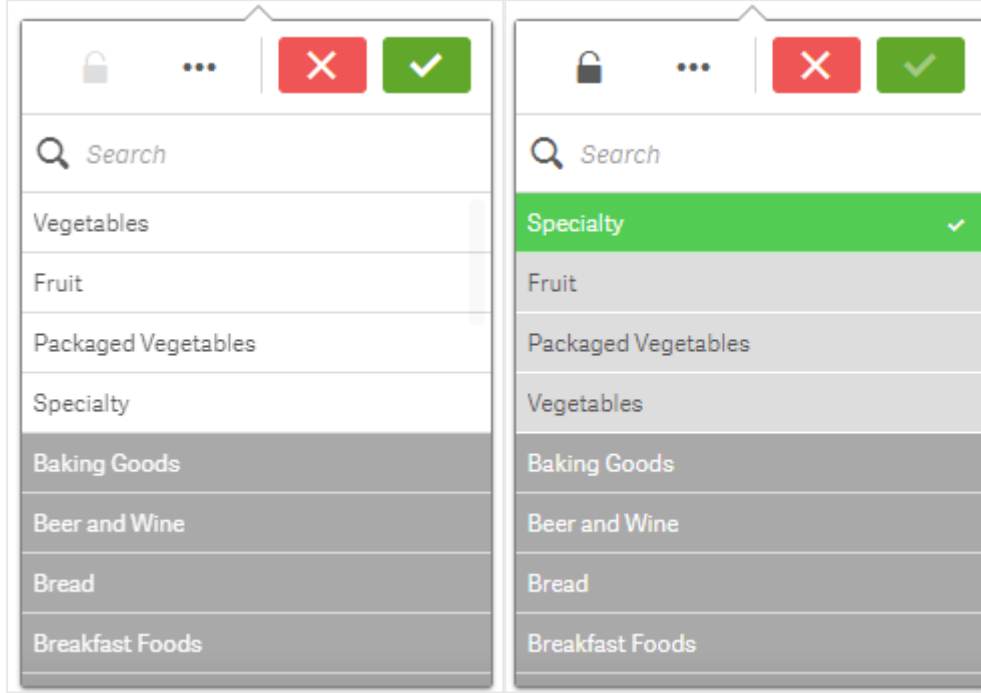 Search
Vegetables
Fruit
Packaged Vegetables
Specialty
Baking Goods
Beer and Wine
Bread
Breakfast Foods
Search
Specialty
Fruit
Packaged Vegetables
Vegetables
Baking Goods
Beer and Wine
Bread
Breakfast Foods